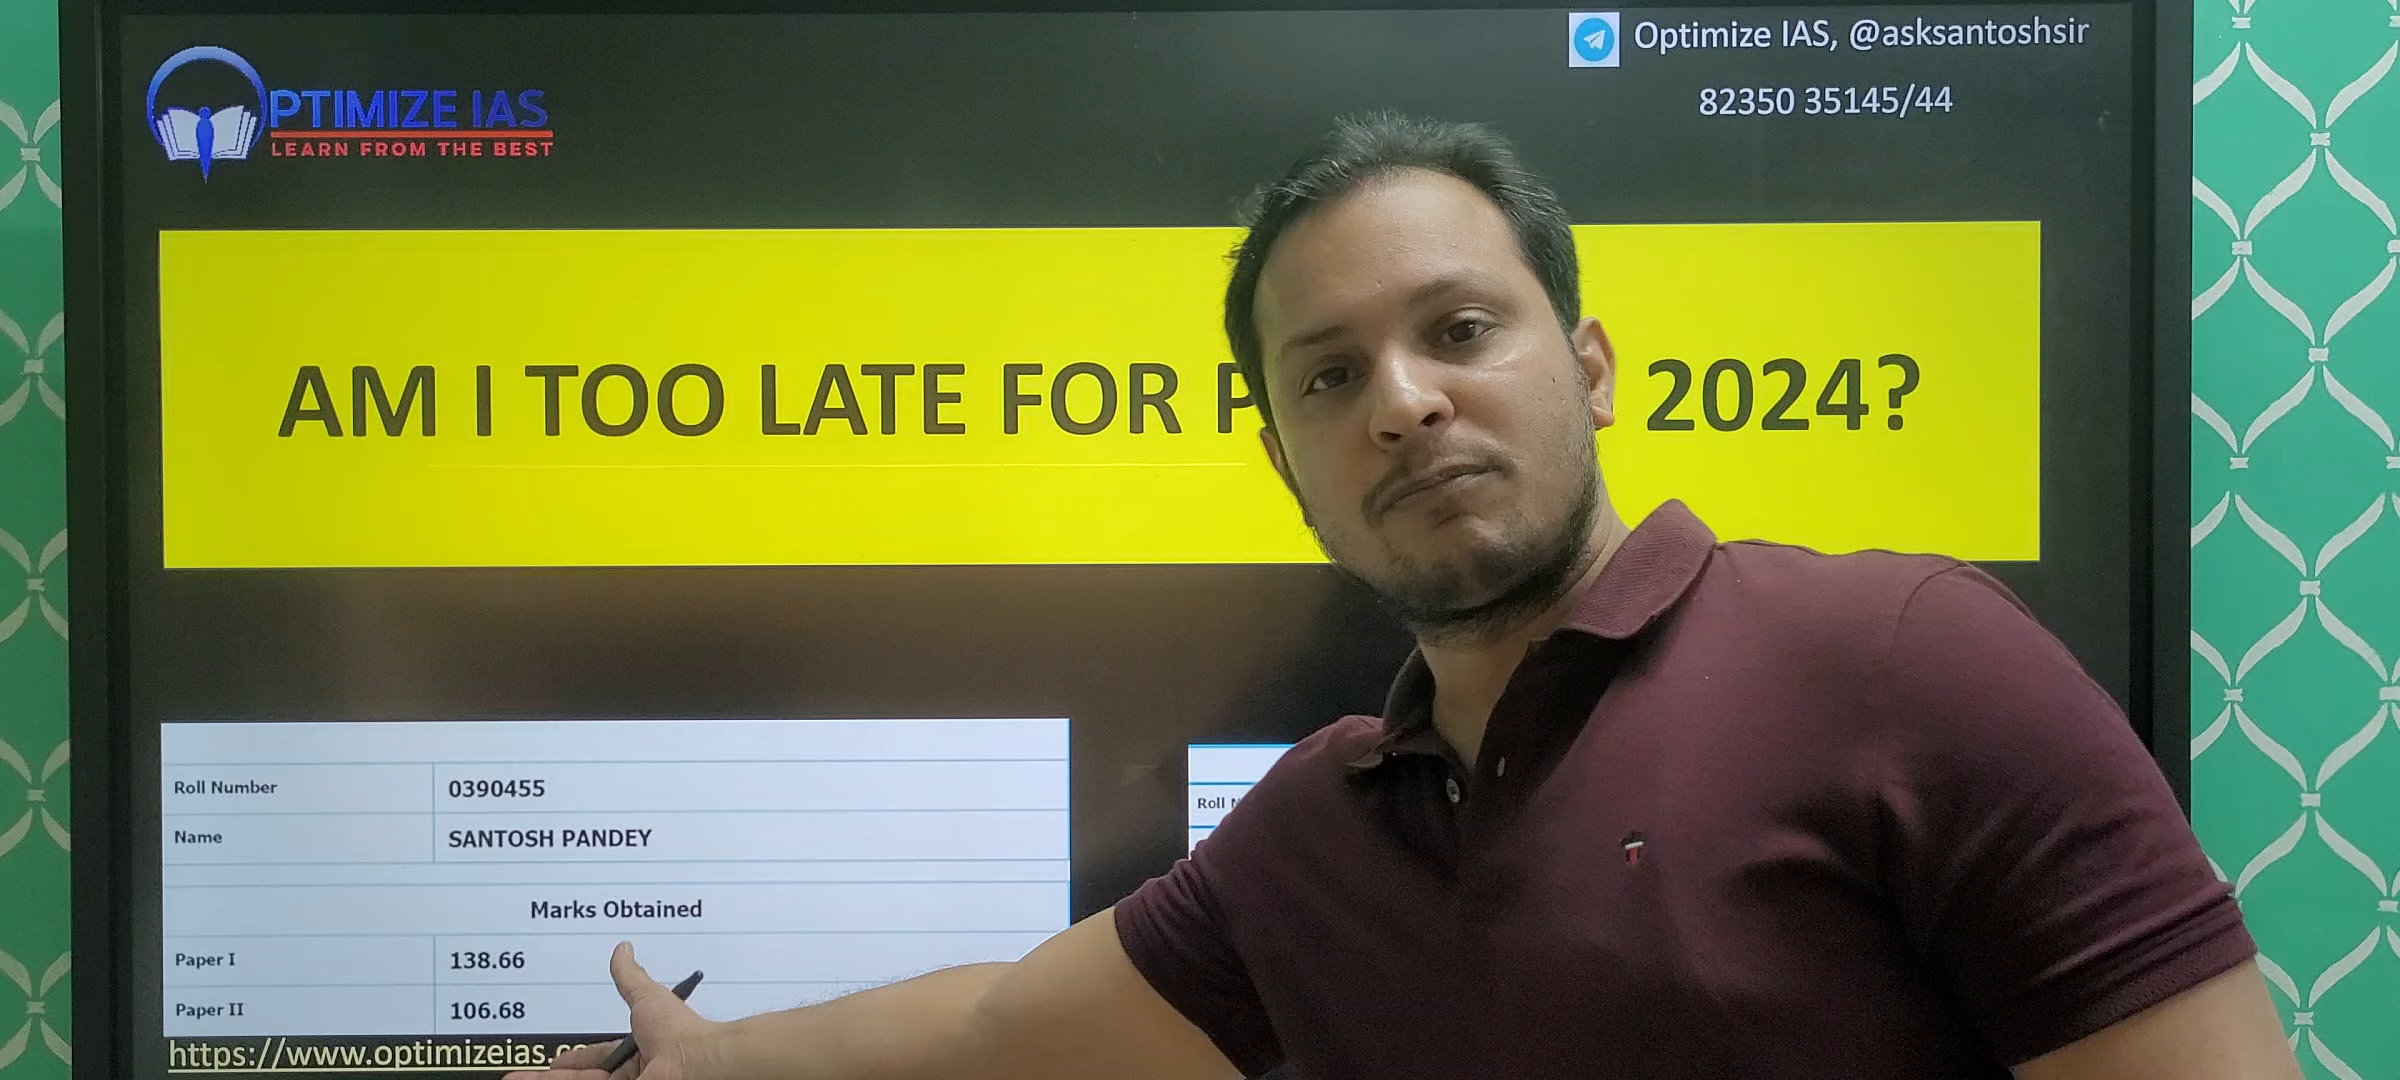 Optimize IAS, @asksantoshsir
82350 35145/44
PTIMIZE IAS
LEARN FROM THE BEST
AM I TOO LATE FOR 2024?
Roll Number 0390455
Name SANTOSH PANDEY
Marks Obtained
Paper I 138.66
Paper II 106.68
Roll
https://www.optimizeias.